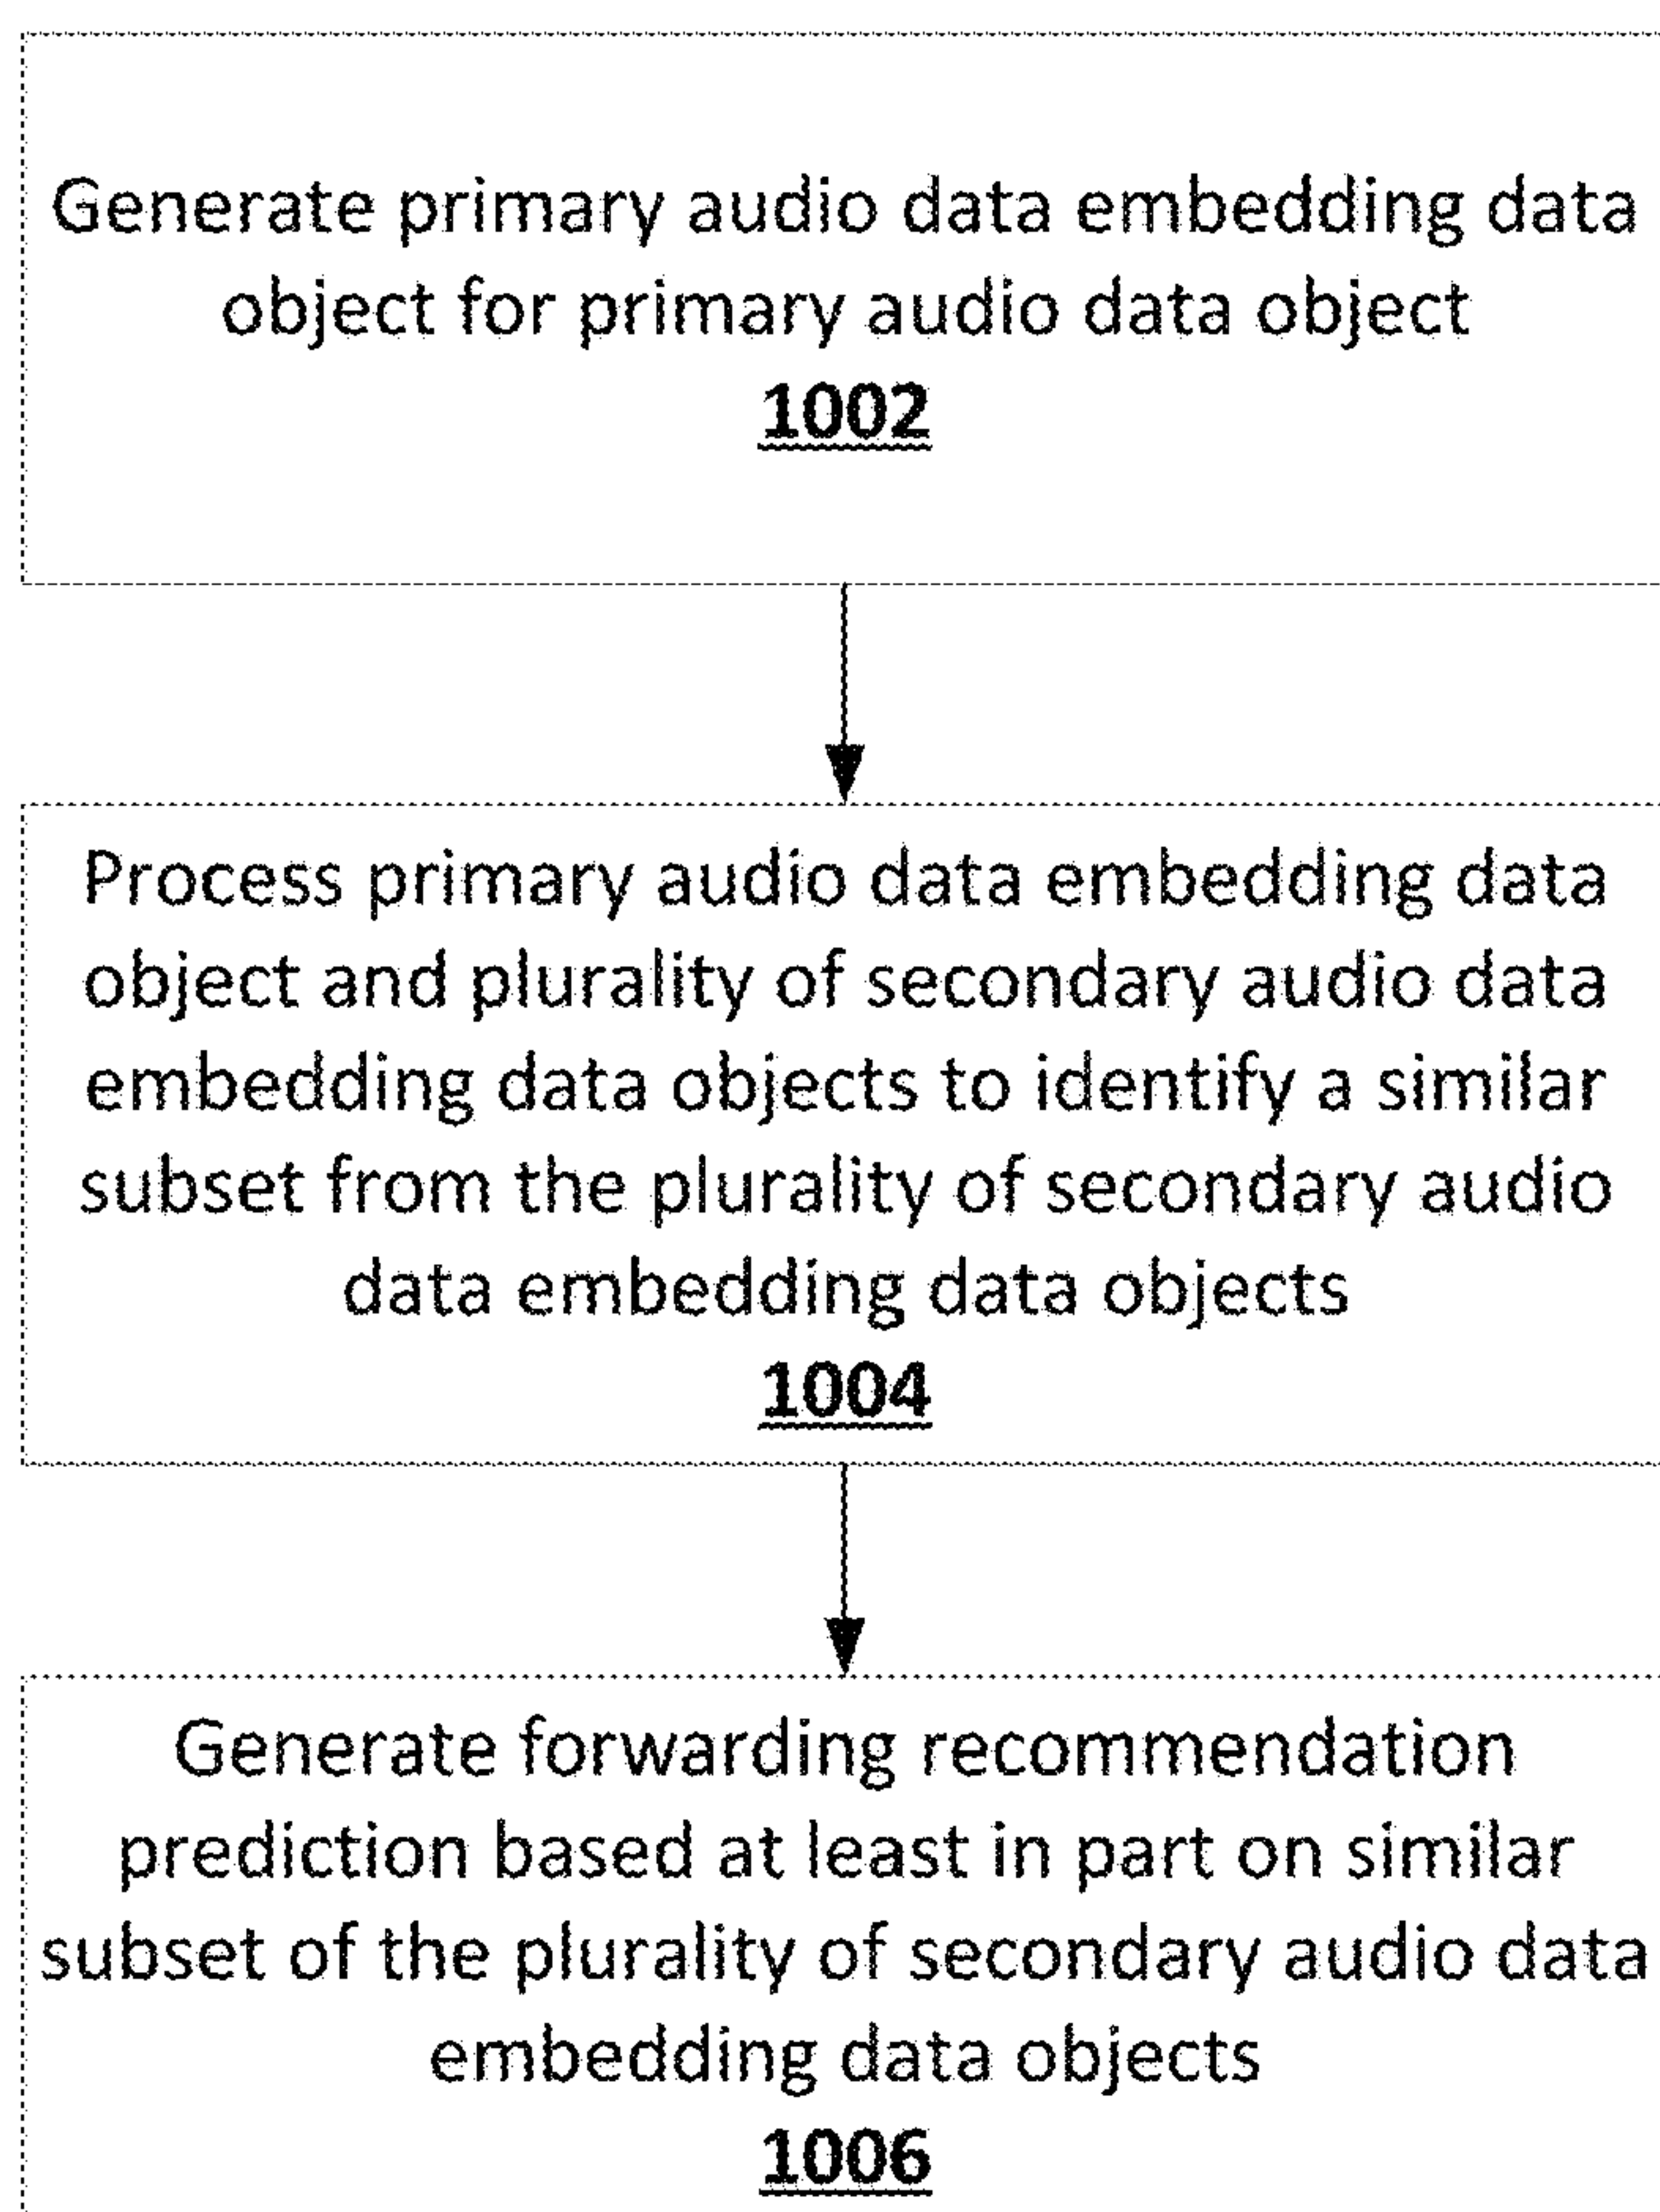 Generate primary audio data embedding data
object for primary audio data object
1002
Process primary audio data embedding data
object and plurality of secondary audio data
embedding data objects to identify a similar
subset from the plurality of secondary audio
data embedding data objects
1004
Generate forwarding recommendation
prediction based at least in part on similar
subset of the plurality of secondary audio data
embedding data objects
1006